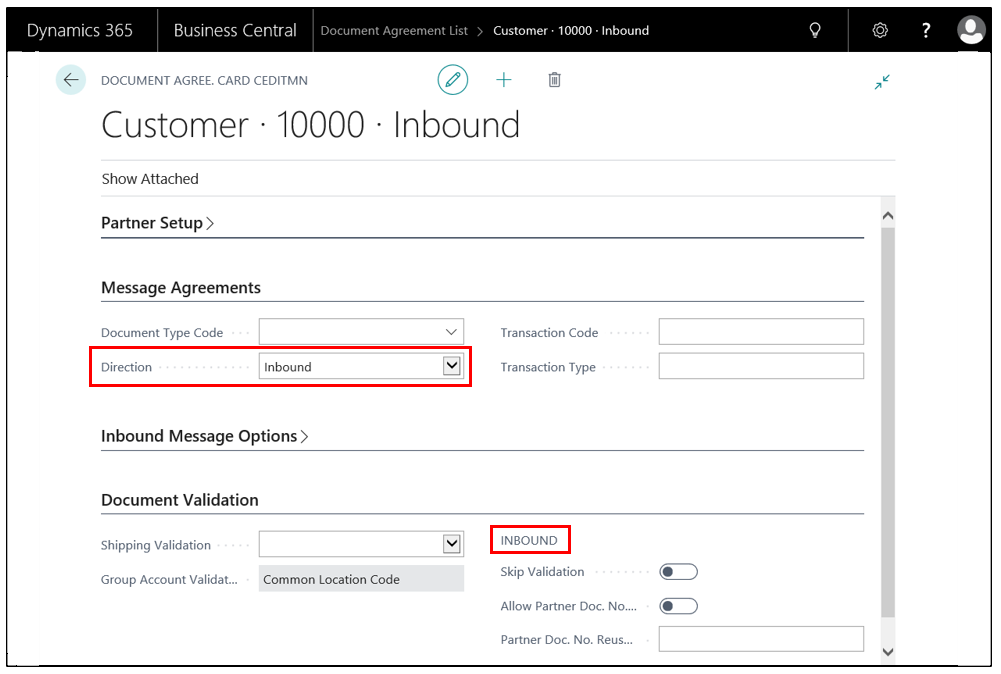 Dynamics 365 Business Central Document Agreement List > Customer · 10000 · Inbound ?
DOCUMENT AGREE. CARD CEDITMN
Customer · 10000 · Inbound
Show Attached
Partner Setup >
Message Agreements
Document Type Code Transaction Code
Direction Inbound Transaction Type
Inbound Message Options >
Document Validation
Shipping Validation INBOUND
Skip Validation
Group Account Validat... Common Location Code
Allow Partner Doc. No....
Partner Doc. No. Reus...